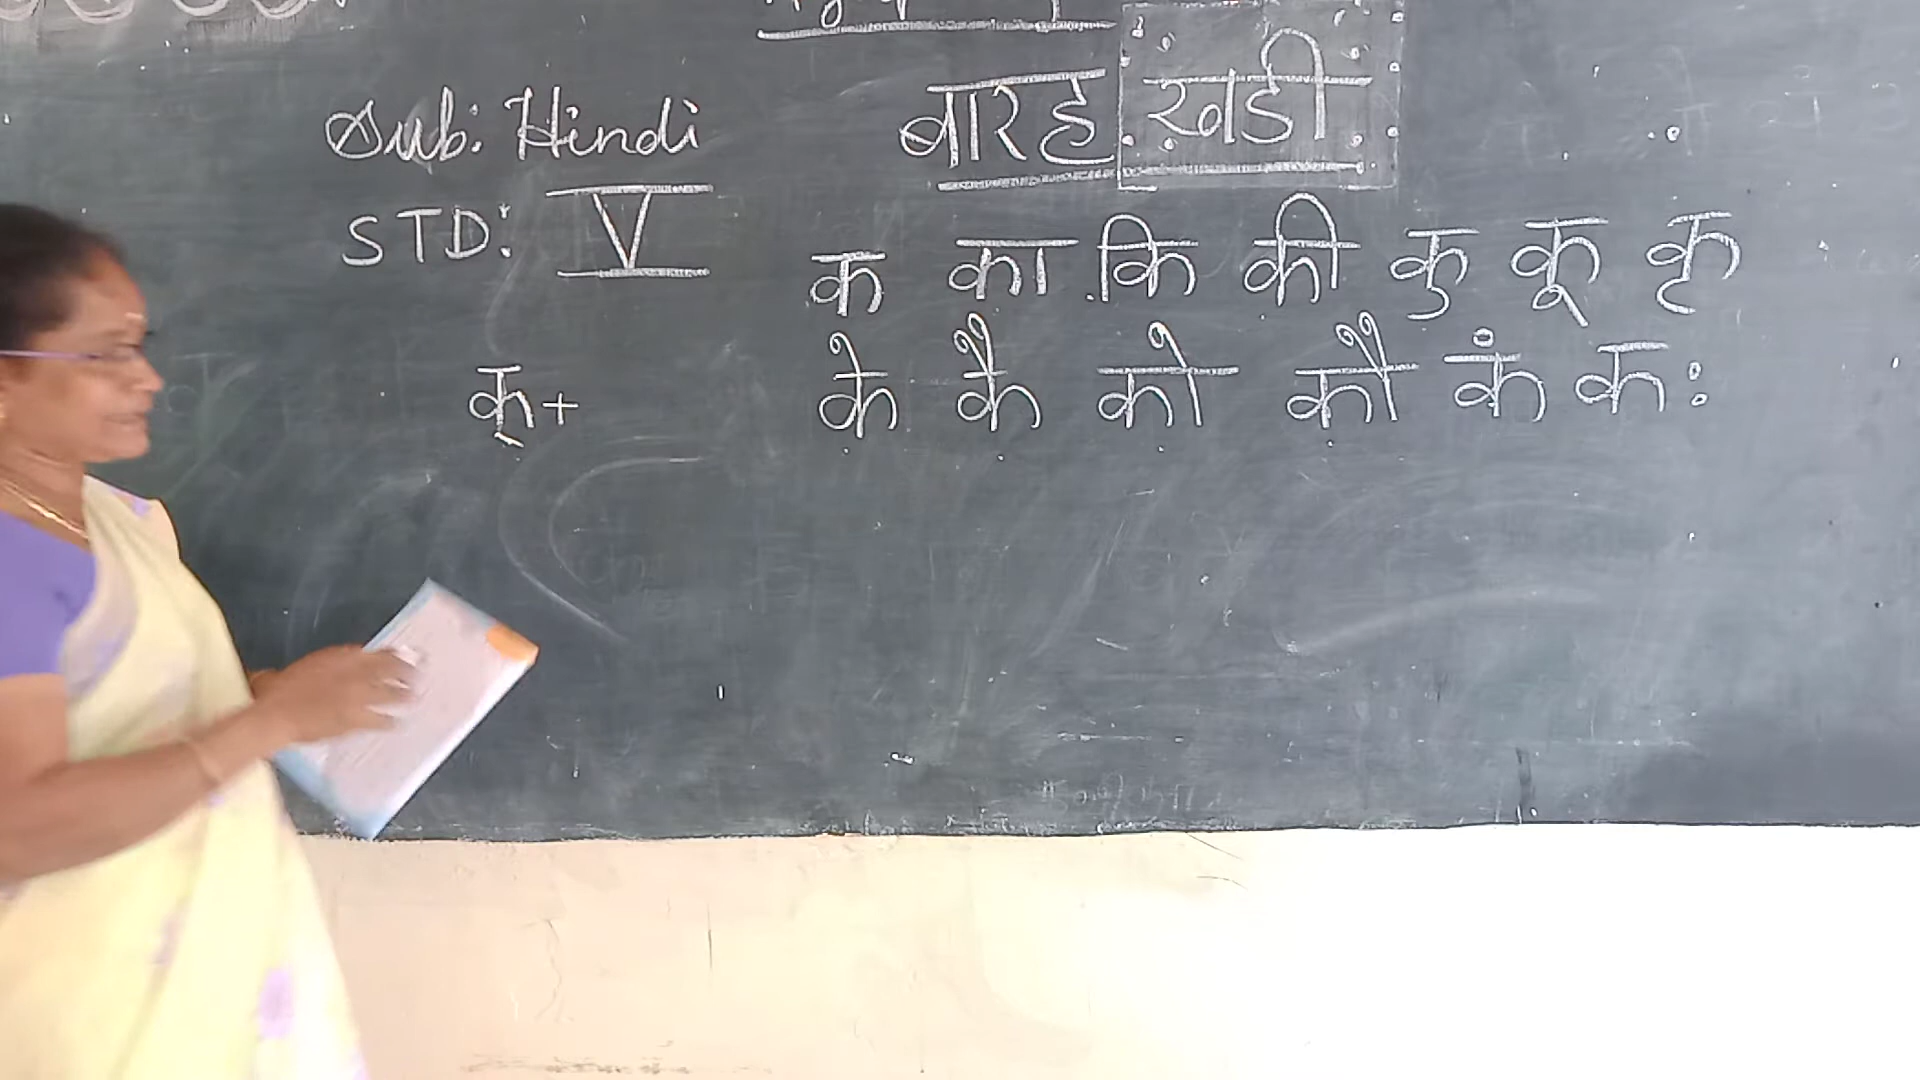 Sub: Hindi
बारह खडी
STD: V
क का कि की कु कू कृ
क्+
के कै को कौ कं कः